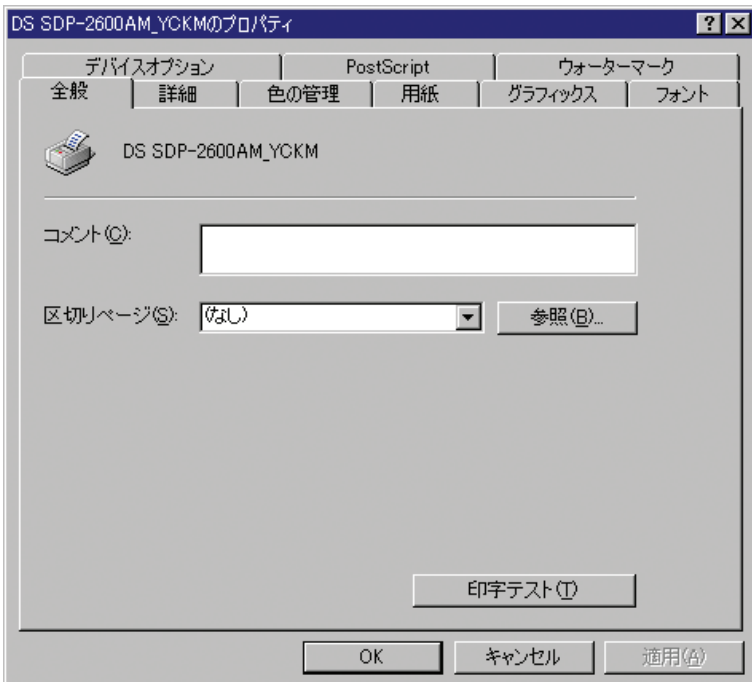 DS SDP-2600AM_YCKMのプロパティ
デバイスオプション PostScript ウォーターマーク
全般 詳細 色の管理 用紙 グラフィックス フォント
DS SDP-2600AM_YCKM
コメント(C):
区切りページ(S): (なし) 参照(B)...
印字テスト(T)
OK キャンセル 適用(A)